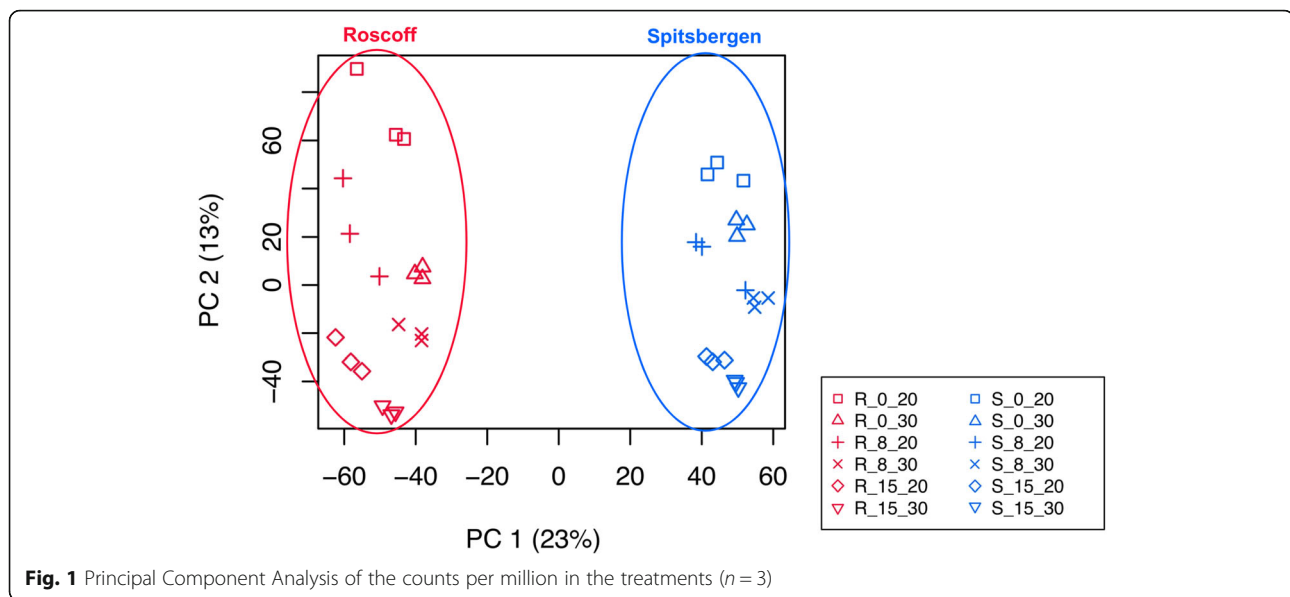 Roscoff Spitsbergen
60
20
0
−40
PC 2 (13%)
−60 −40 −20 0 20 40 60
PC 1 (23%)
R_0_20 S_0_20
R_0_30 S_0_30
R_8_20 S_8_20
R_8_30 S_8_30
R_15_20 S_15_20
R_15_30 S_15_30
Fig. 1 Principal Component Analysis of the counts per million in the treatments (n = 3)